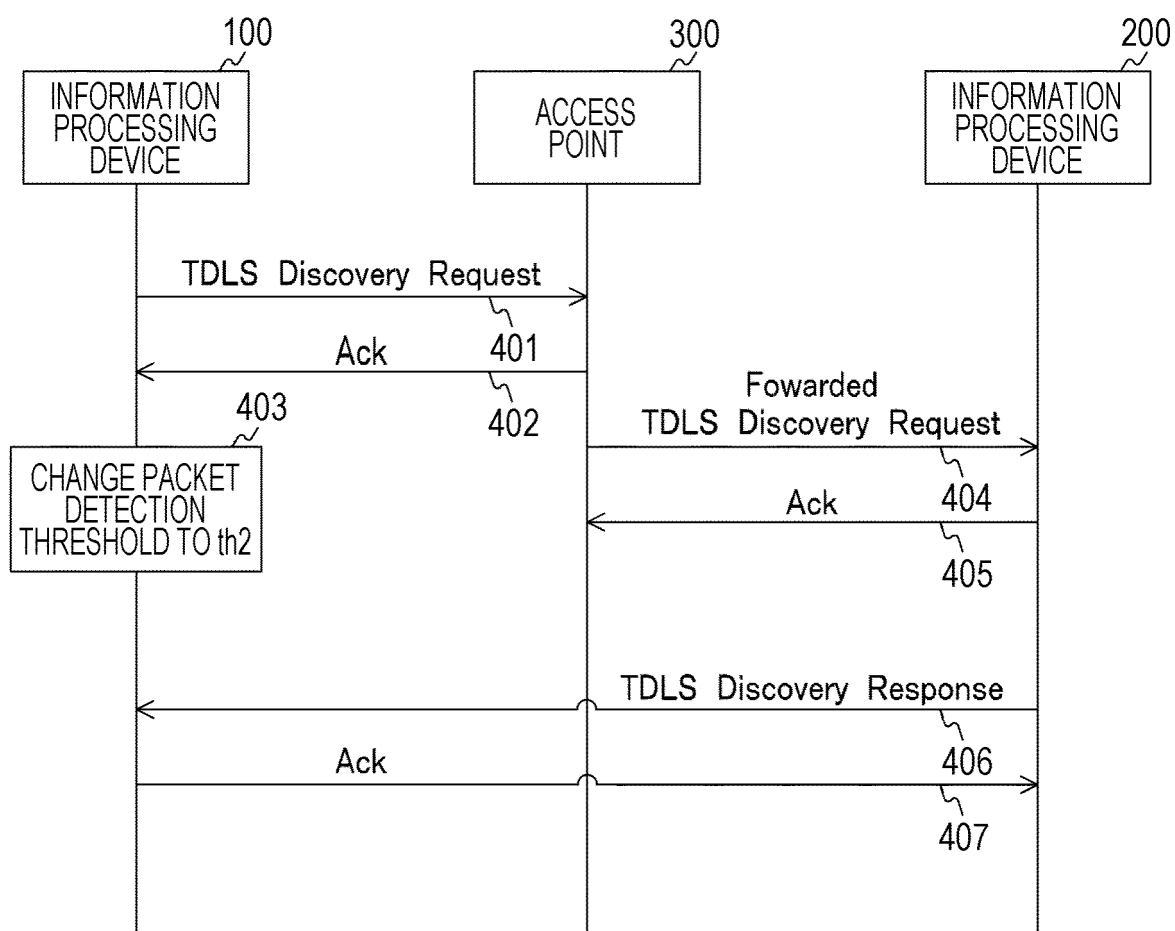 100
300
200
INFORMATION
PROCESSING
DEVICE
ACCESS
POINT
INFORMATION
PROCESSING
DEVICE
TDLS Discovery Request
401
Ack
402
Fowarded
TDLS Discovery Request
404
403
CHANGE PACKET
DETECTION
THRESHOLD TO th2
Ack
405
TDLS Discovery Response
406
Ack
407